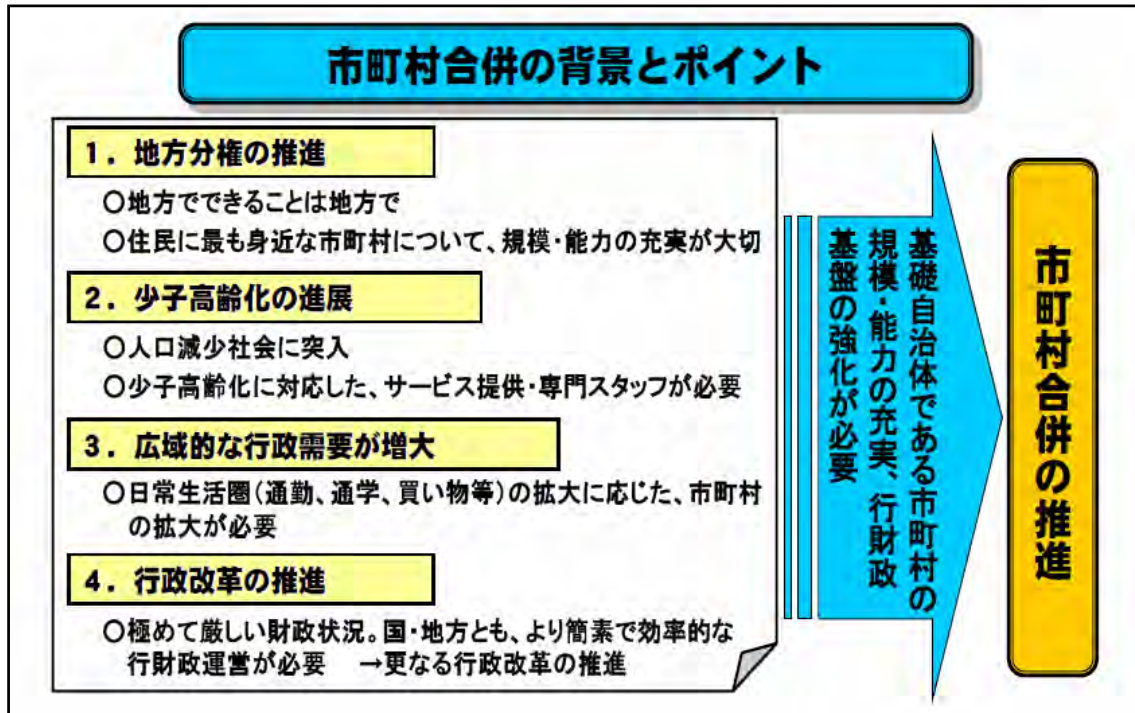 市町村合併の背景とポイント
1．地方分権の推進
○地方でできることは地方で
○住民に最も身近な市町村について、規模・能力の充実が大切
2．少子高齢化の進展
○人口減少社会に突入
○少子高齢化に対応した、サービス提供・専門スタッフが必要
3．広域的な行政需要が増大
○日常生活圏（通勤、通学、買い物等）の拡大に応じた、市町村
の拡大が必要
4．行政改革の推進
○極めて厳しい財政状況。国・地方とも、より簡素で効率的な
行財政運営が必要　→更なる行政改革の推進
基礎自治体である市町村の
規模・能力の充実、行財政
基盤の強化が必要
市町村合併の推進